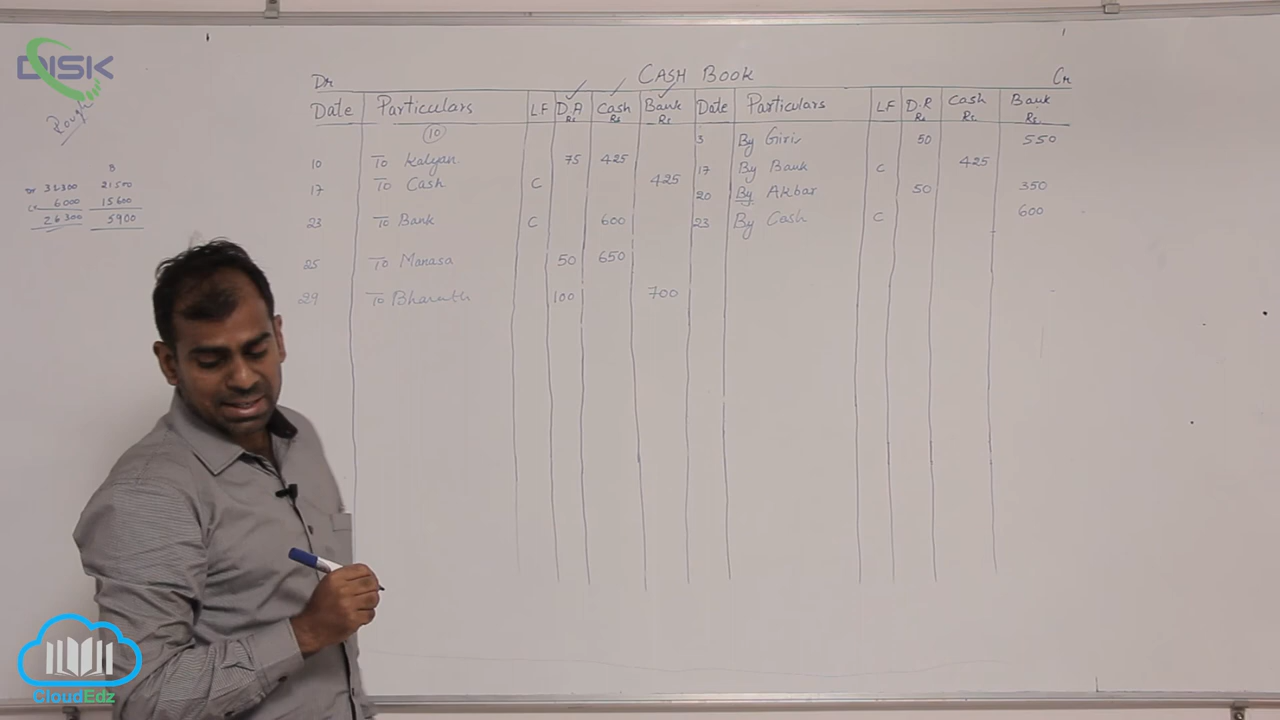 DISK
Rough
B
Dr 32300 21500
Cr 6000 15600
26300 5900
CASH BOOK
Dr Cr
Date Particulars LF D.A Rs Cash Rs Bank Rs Date Particulars LF D.R Rs Cash Rs Bank Rs
10
3 By Giri 50 550
10 To Kalyan 75 425
17 By Bank C 425
17 To Cash C 425
20 By Akbar 50 350
23 To Bank C 600
23 By Cash C 600
25 To Manasa 50 650
29 To Bharath 100 700
CloudEdz